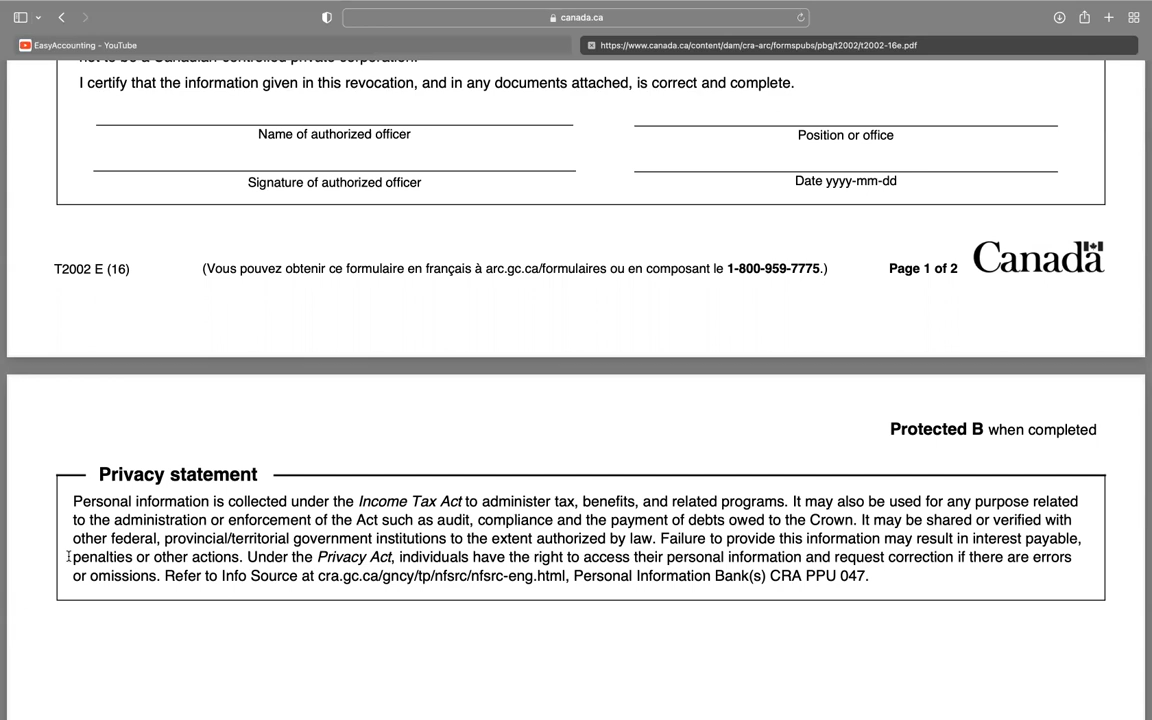 canada.ca
EasyAccounting - YouTube
https://www.canada.ca/content/dam/cra-arc/formspubs/pbg/t2002/t2002-16e.pdf
not to be a Canadian-controlled private corporation.
I certify that the information given in this revocation, and in any documents attached, is correct and complete.
Name of authorized officer
Position or office
Signature of authorized officer
Date yyyy-mm-dd
T2002 E (16)
(Vous pouvez obtenir ce formulaire en français à arc.gc.ca/formulaires ou en composant le 1-800-959-7775.)
Page 1 of 2
Canada
Protected B when completed
Privacy statement
Personal information is collected under the Income Tax Act to administer tax, benefits, and related programs. It may also be used for any purpose related
to the administration or enforcement of the Act such as audit, compliance and the payment of debts owed to the Crown. It may be shared or verified with
other federal, provincial/territorial government institutions to the extent authorized by law. Failure to provide this information may result in interest payable,
penalties or other actions. Under the Privacy Act, individuals have the right to access their personal information and request correction if there are errors
or omissions. Refer to Info Source at cra.gc.ca/gncy/tp/nfsrc/nfsrc-eng.html, Personal Information Bank(s) CRA PPU 047.